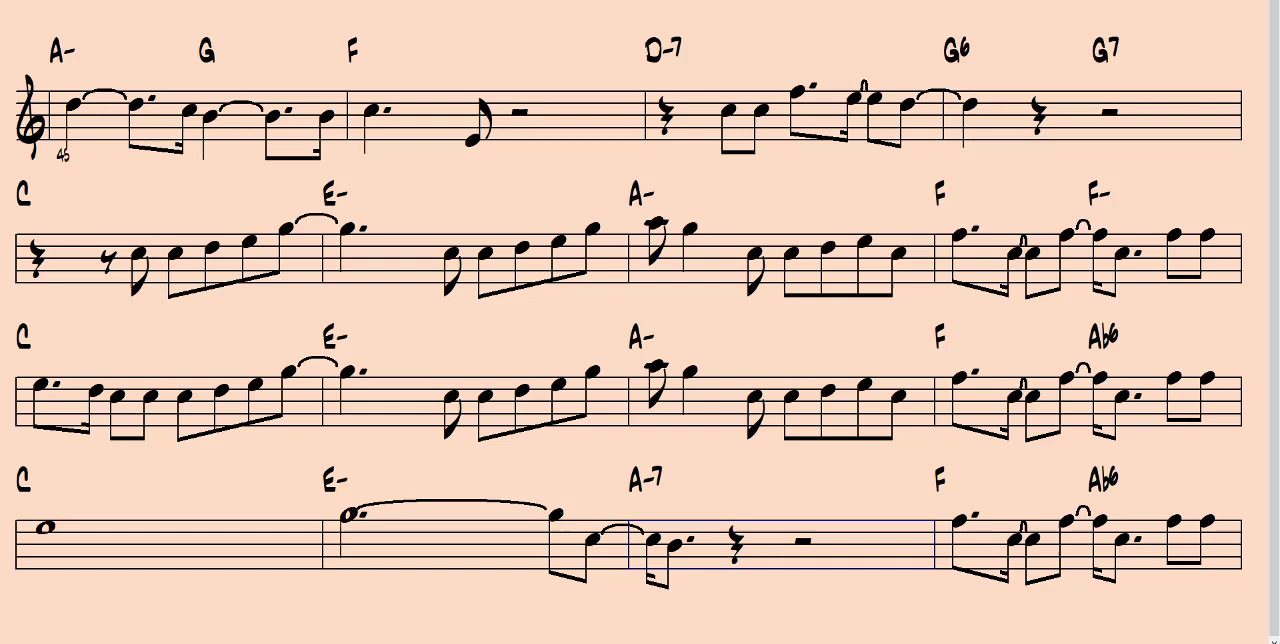 A- G F D-7 G6 G7
45
C E- A- F F-
C E- A- F Ab6
C E- A-7 F Ab6